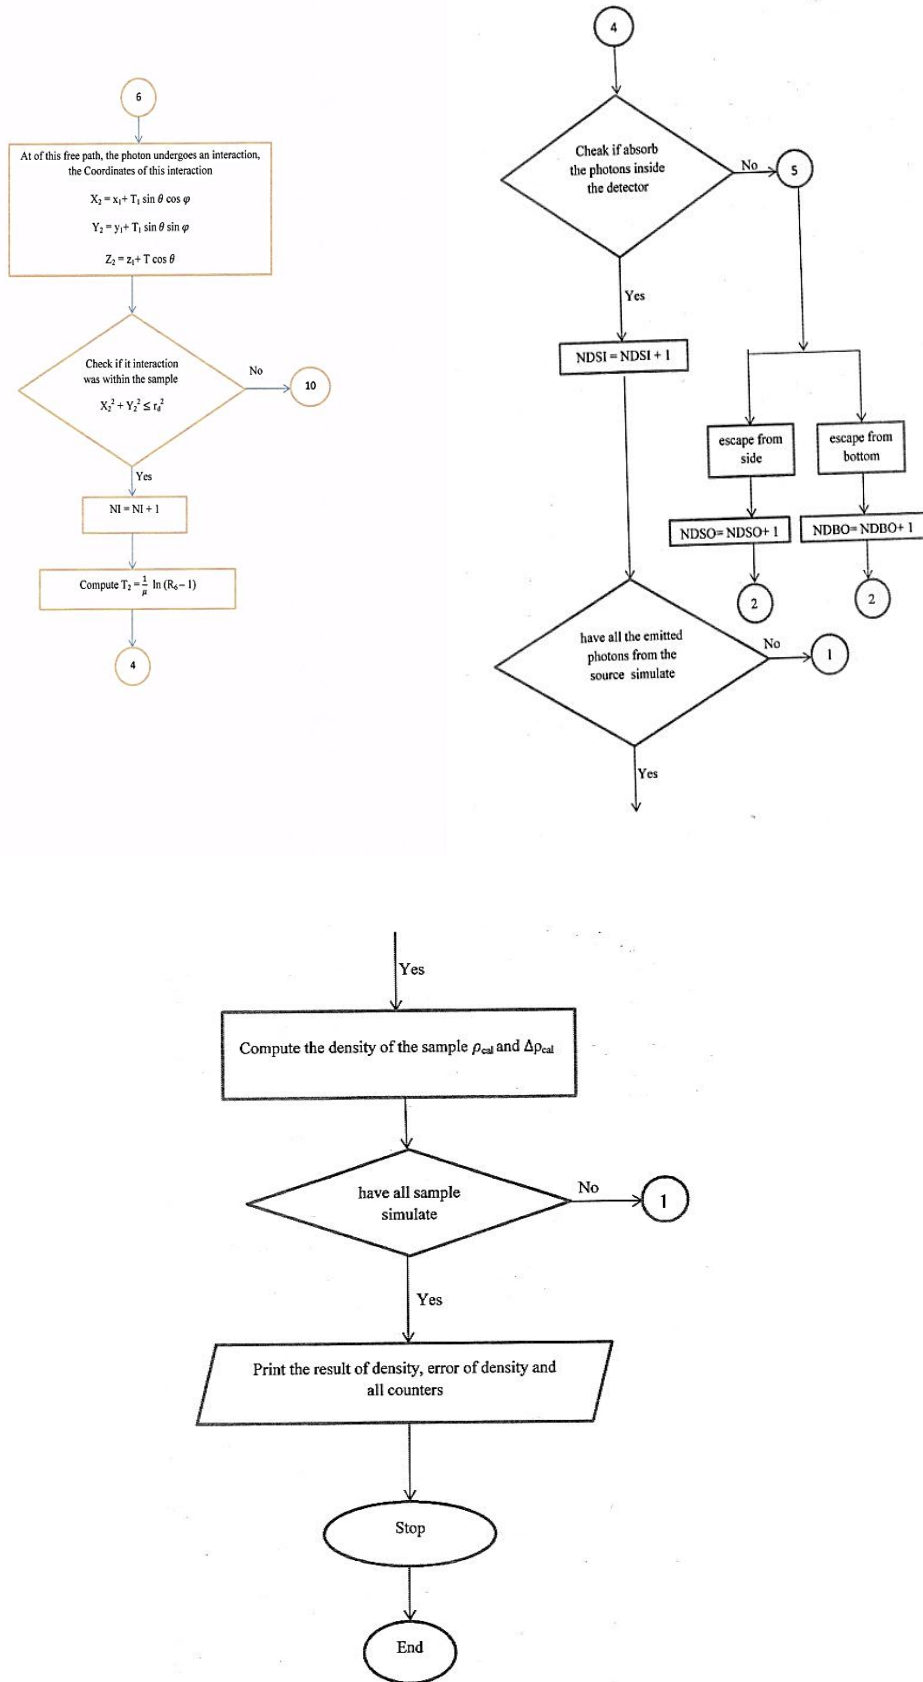 6
At of this free path, the photon undergoes an interaction,
the Coordinates of this interaction
X₂ = x₁+ T₁ sin θ cos φ
Y₂ = y₁+ T₁ sin θ sin φ
Z₂ = z₁+ T cos θ
Check if it interaction
was within the sample
X₂² + Y₂² ≤ r_d²
No
10
Yes
NI = NI + 1
Compute T₂ = 1/μ ln (R₆ – 1)
4
4
Cheak if absorb
the photons inside
the detector
No
5
Yes
NDSI = NDSI + 1
escape from
side
escape from
bottom
NDSO= NDSO+ 1
NDBO= NDBO+ 1
2
2
have all the emitted
photons from the
source simulate
No
1
Yes
Yes
Compute the density of the sample ρcal and Δρcal
have all sample
simulate
No
1
Yes
Print the result of density, error of density and
all counters
Stop
End